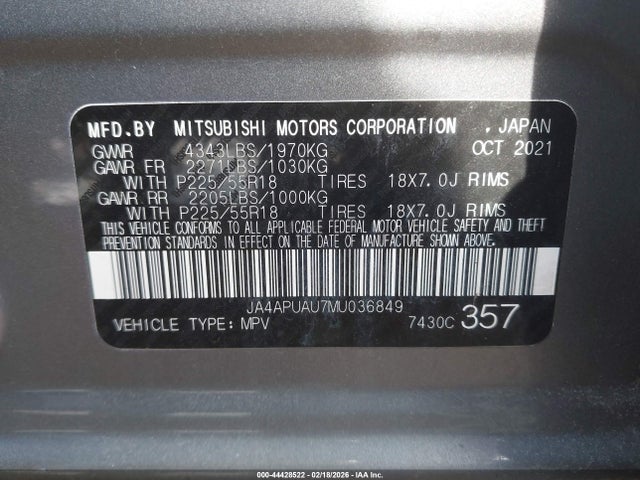 MFD.BY MITSUBISHI MOTORS CORPORATION , JAPAN
GVWR 4343LBS/1970KG OCT 2021
GAWR FR 2271LBS/1030KG
WITH P225/55R18 TIRES 18X7.0J RIMS
GAWR RR 2205LBS/1000KG
WITH P225/55R18 TIRES 18X7.0J RIMS
THIS VEHICLE CONFORMS TO ALL APPLICABLE FEDERAL MOTOR VEHICLE SAFETY AND THEFT
PREVENTION STANDARDS IN EFFECT ON THE DATE OF MANUFACTURE SHOWN ABOVE.
JA4APUAU7MU036849
VEHICLE TYPE: MPV 7430C 357
000-44428522 - 02/18/2026 - IAA Inc.